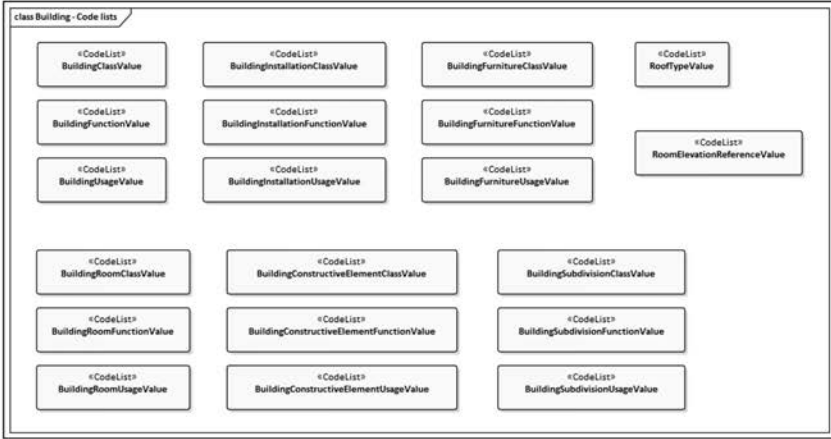 class Building - Code lists
«CodeList»
BuildingClassValue
«CodeList»
BuildingInstallationClassValue
«CodeList»
BuildingFurnitureClassValue
«CodeList»
RoofTypeValue
«CodeList»
BuildingFunctionValue
«CodeList»
BuildingInstallationFunctionValue
«CodeList»
BuildingFurnitureFunctionValue
«CodeList»
RoomElevationReferenceValue
«CodeList»
BuildingUsageValue
«CodeList»
BuildingInstallationUsageValue
«CodeList»
BuildingFurnitureUsageValue
«CodeList»
BuildingRoomClassValue
«CodeList»
BuildingConstructiveElementClassValue
«CodeList»
BuildingSubdivisionClassValue
«CodeList»
BuildingRoomFunctionValue
«CodeList»
BuildingConstructiveElementFunctionValue
«CodeList»
BuildingSubdivisionFunctionValue
«CodeList»
BuildingRoomUsageValue
«CodeList»
BuildingConstructiveElementUsageValue
«CodeList»
BuildingSubdivisionUsageValue